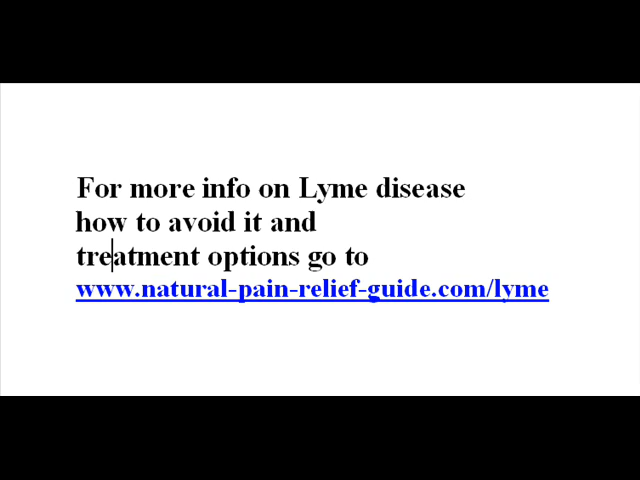 For more info on Lyme disease
how to avoid it and
treatment options go to
www.natural-pain-relief-guide.com/lyme